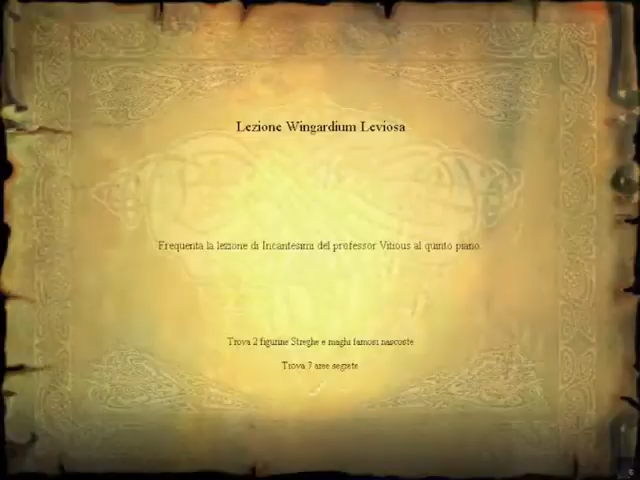 Lezione Wingardium Leviosa
Frequenta la lezione di Incantesimi del professor Vitious al quinto piano.
Trova 2 figurine Streghe e maghi famosi nascoste
Trova 7 aree segrete